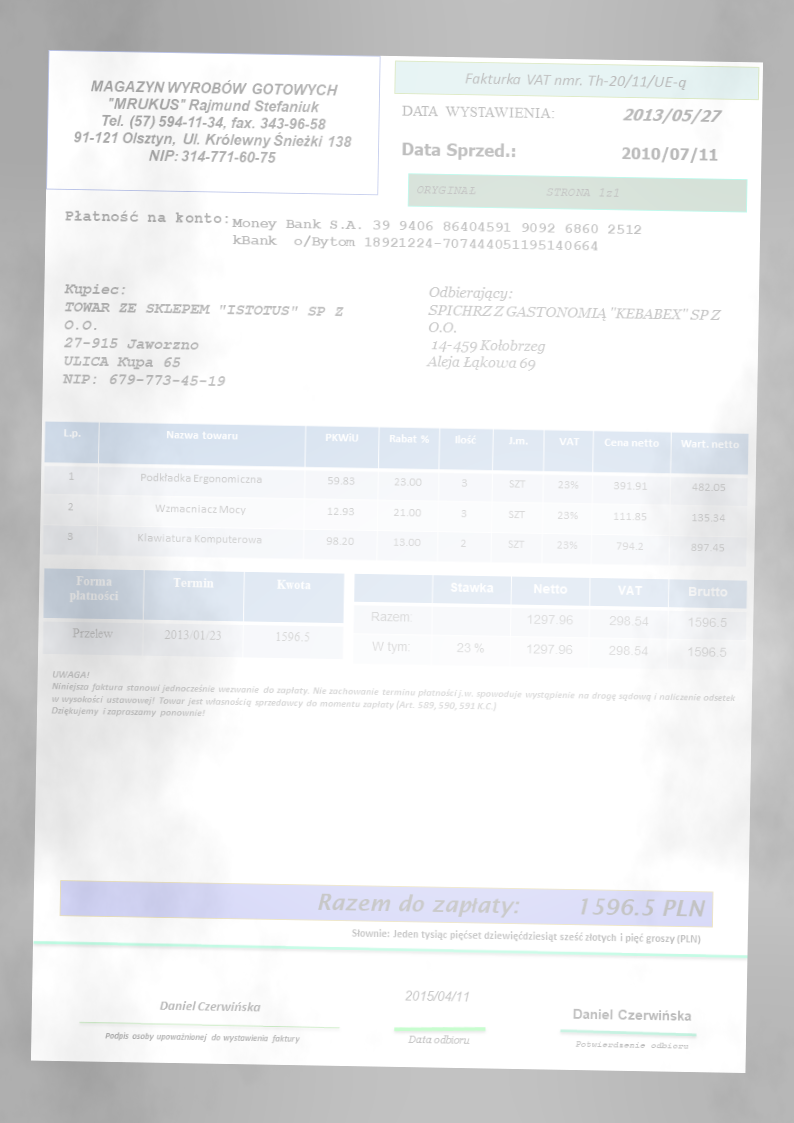 MAGAZYN WYROBÓW GOTOWYCH
"MRUKUS" Rajmund Stefaniuk
Tel. (57) 594-11-34, fax. 343-96-58
91-121 Olsztyn, Ul. Królewny Śnieżki 138
NIP: 314-771-60-75
Fakturka VAT nmr. Th-20/11/UE-q
DATA WYSTAWIENIA: 2013/05/27
Data Sprzed.: 2010/07/11
ORYGINAŁ STRONA 1z1
Płatność na konto: Money Bank S.A. 39 9406 86404591 9092 6860 2512
kBank o/Bytom 18921224-707444051195140664
Kupiec:
TOWAR ZE SKLEPEM "ISTOTUS" SP Z
O.O.
27-915 Jaworzno
ULICA Kupa 65
NIP: 679-773-45-19
Odbierający:
SPICHRZ Z GASTONOMIĄ "KEBABEX" SP Z
O.O.
14-459 Kołobrzeg
Aleja Łąkowa 69
L.p. Nazwa towaru PKWiU Rabat % Ilość J.m. VAT Cena netto Wart. netto
1 Podkładka Ergonomiczna 59.83 23.00 3 SZT 23% 391.91 482.05
2 Wzmacniacz Mocy 12.93 21.00 3 SZT 23% 111.85 135.34
3 Klawiatura Komputerowa 98.20 13.00 2 SZT 23% 794.2 897.45
Forma płatności Termin Kwota
Przelew 2013/01/23 1596.5
Stawka Netto VAT Brutto
Razem: 1297.96 298.54 1596.5
W tym: 23 % 1297.96 298.54 1596.5
UWAGA!
Niniejsza faktura stanowi jednocześnie wezwanie do zapłaty. Nie zachowanie terminu płatności j.w. spowoduje wystąpienie na drogę sądową i naliczenie odsetek
w wysokości ustawowej! Towar jest własnością sprzedawcy do momentu zapłaty (Art. 589, 590, 591 K.C.)
Dziękujemy i zapraszamy ponownie!
Razem do zapłaty: 1596.5 PLN
Słownie: Jeden tysiąc pięćset dziewięćdziesiąt sześć złotych i pięć groszy (PLN)
Daniel Czerwińska
Podpis osoby upoważnionej do wystawienia faktury
2015/04/11
Data odbioru
Daniel Czerwińska
Potwierdzenie odbioru